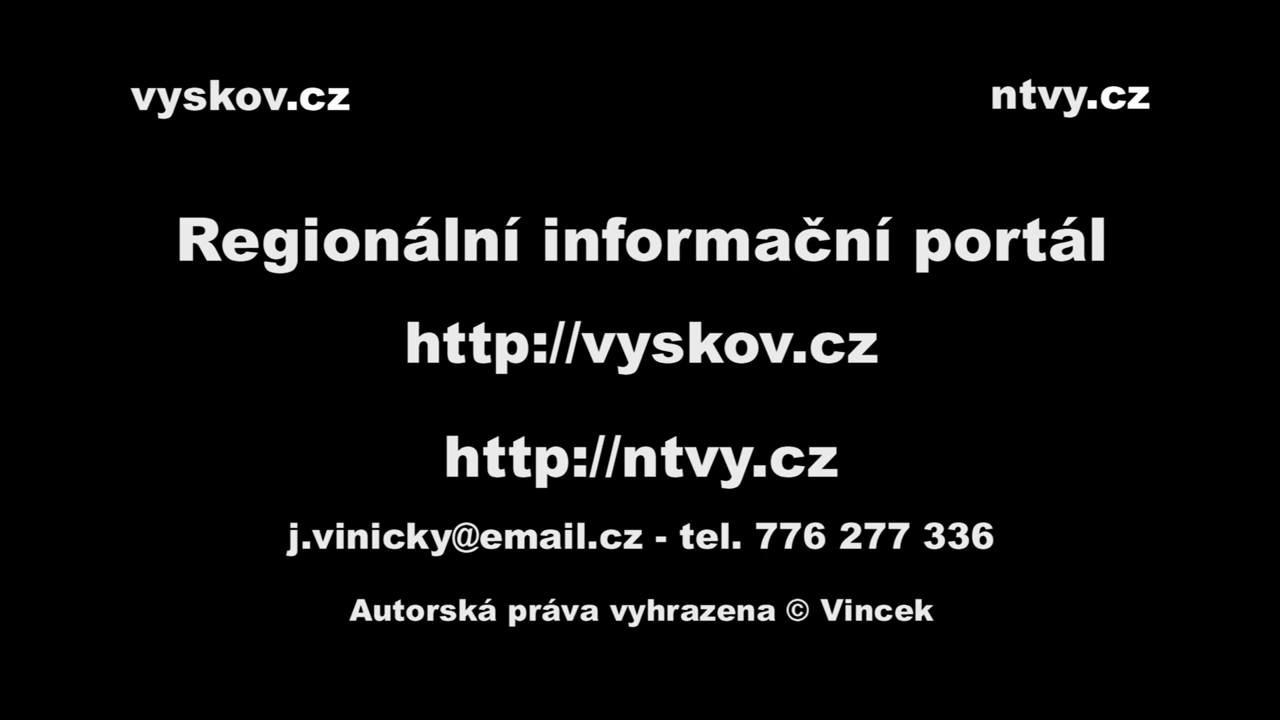 vyskov.cz
ntvy.cz
Regionální informační portál
http://vyskov.cz
http://ntvy.cz
j.vinicky@email.cz - tel. 776 277 336
Autorská práva vyhrazena © Vincek